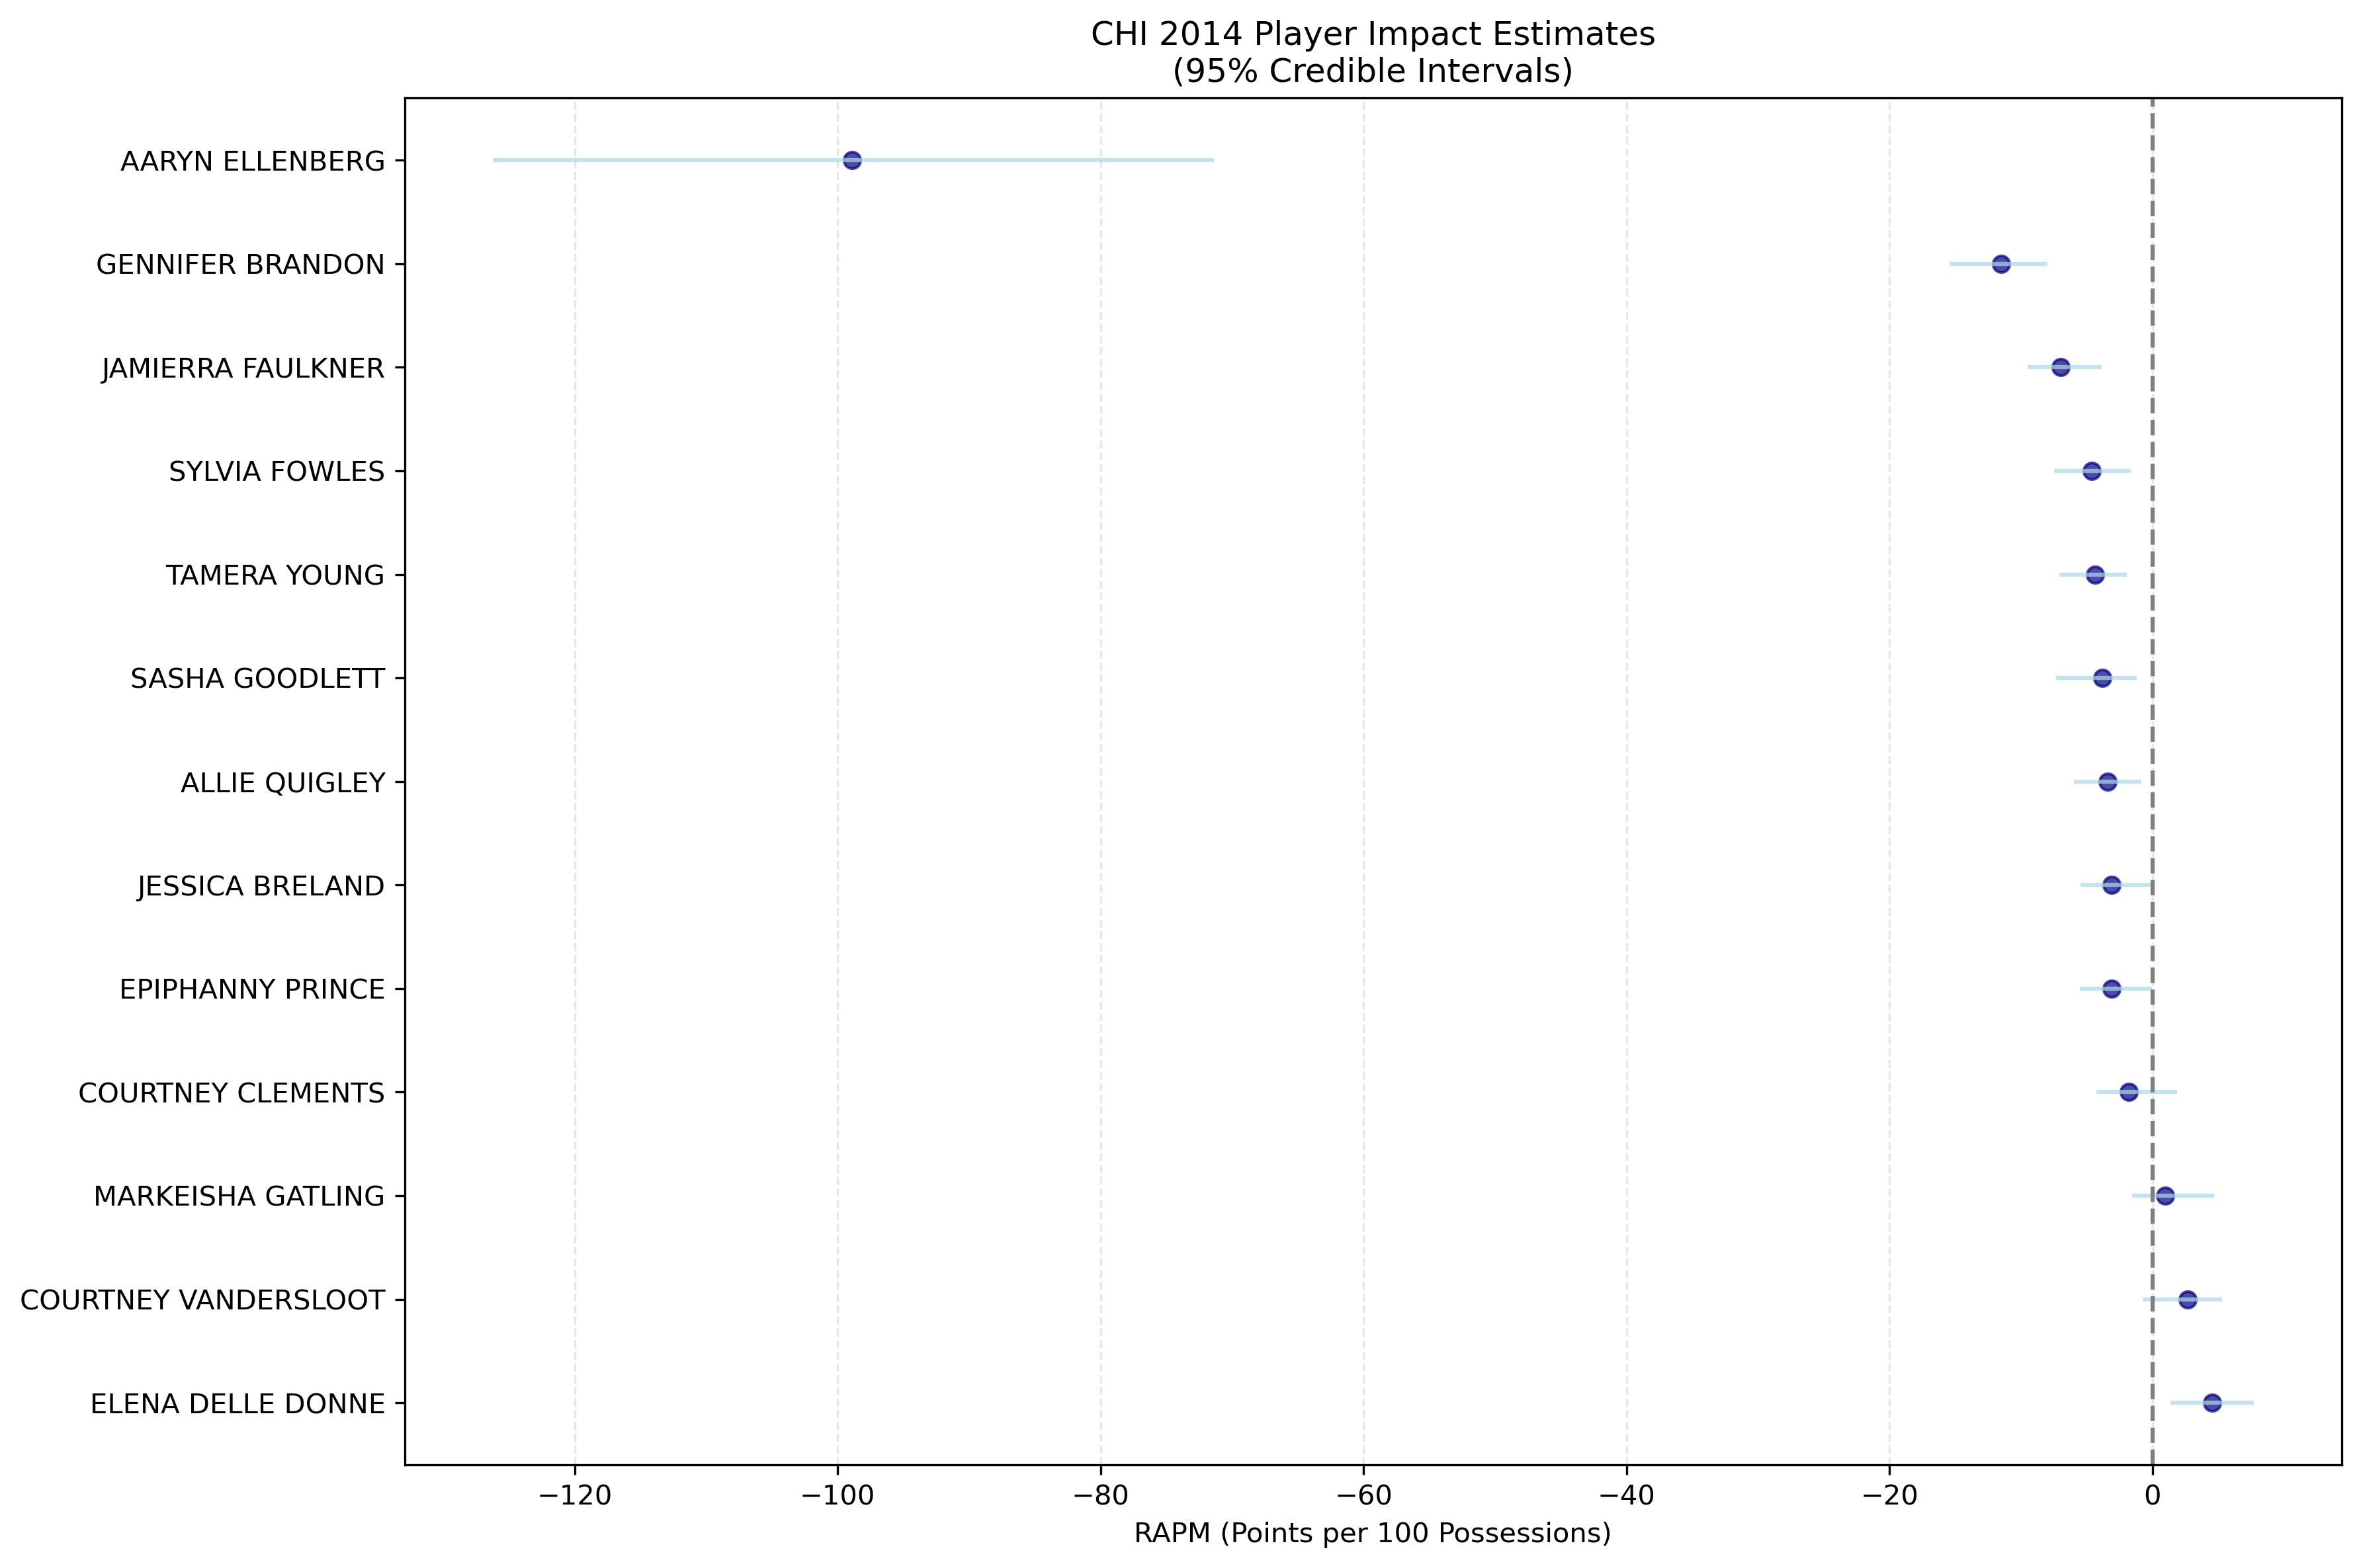 CHI 2014 Player Impact Estimates
(95% Credible Intervals)
AARYN ELLENBERG
GENNIFER BRANDON
JAMIERRA FAULKNER
SYLVIA FOWLES
TAMERA YOUNG
SASHA GOODLETT
ALLIE QUIGLEY
JESSICA BRELAND
EPIPHANNY PRINCE
COURTNEY CLEMENTS
MARKEISHA GATLING
COURTNEY VANDERSLOOT
ELENA DELLE DONNE
−120 −100 −80 −60 −40 −20 0
RAPM (Points per 100 Possessions)